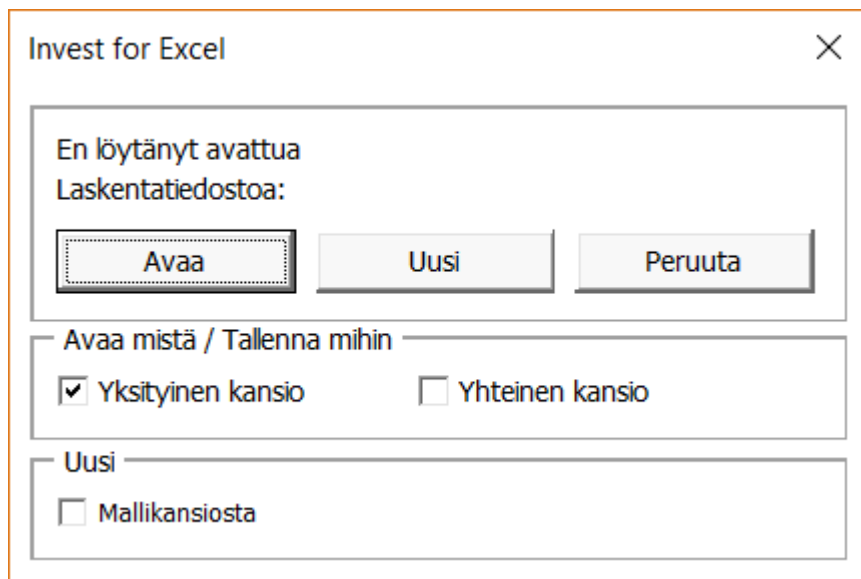 Invest for Excel
En löytänyt avattua
Laskentatiedostoa:
Avaa Uusi Peruuta
Avaa mistä / Tallenna mihin
Yksityinen kansio Yhteinen kansio
Uusi
Mallikansiosta